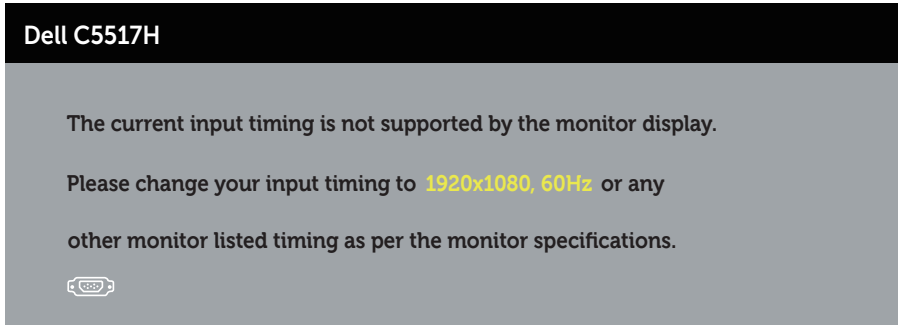 Dell C5517H
The current input timing is not supported by the monitor display.
Please change your input timing to 1920x1080, 60Hz or any
other monitor listed timing as per the monitor specifications.